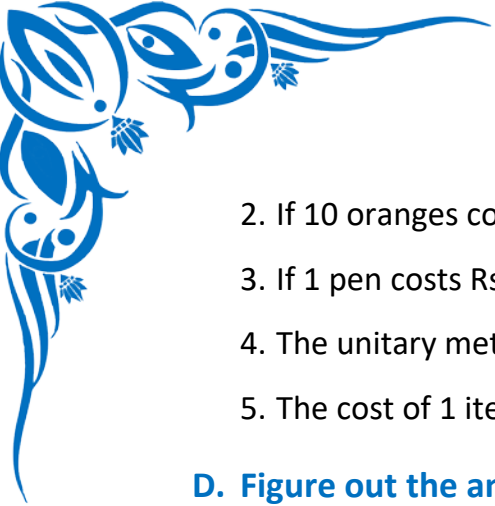 2. If 10 oranges co
3. If 1 pen costs Rs
4. The unitary met
5. The cost of 1 ite
D. Figure out the ar